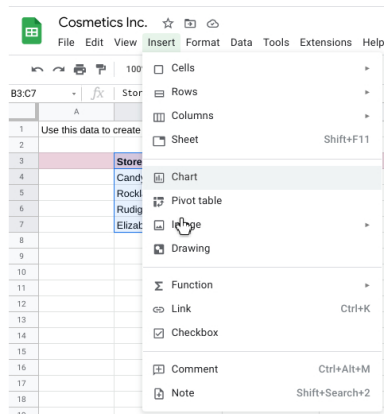 Cosmetics Inc.
File Edit View Insert Format Data Tools Extensions Help
100
B3:C7 fx Stor
Cells
Rows
Columns
Sheet Shift+F11
Chart
Pivot table
Image
Drawing
Function
Link Ctrl+K
Checkbox
Comment Ctrl+Alt+M
Note Shift+Search+2
A
1 Use this data to create
2
3 Store
4 Candy
5 Rockl
6 Rudig
7 Elizab
8
9
10
11
12
13
14
15
16
17
18